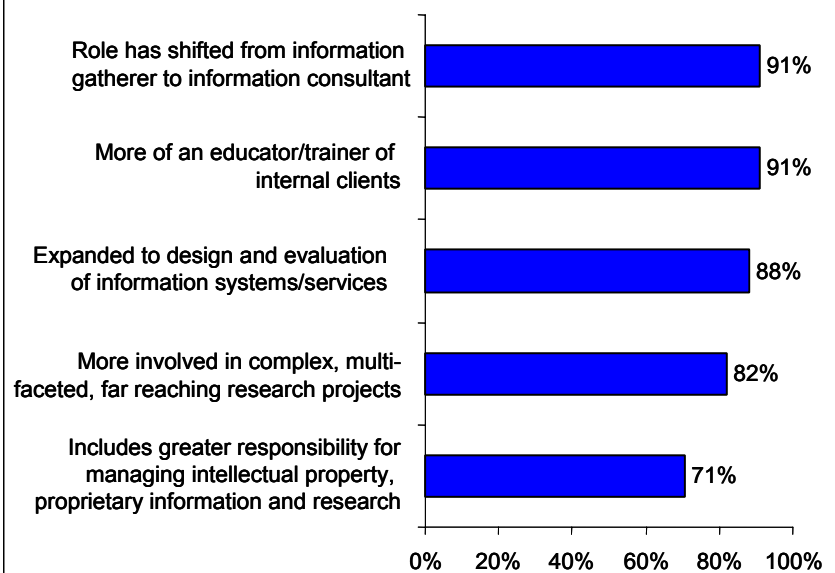 Role has shifted from information
gatherer to information consultant
91%
More of an educator/trainer of
internal clients
91%
Expanded to design and evaluation
of information systems/services
88%
More involved in complex, multi-
faceted, far reaching research projects
82%
Includes greater responsibility for
managing intellectual property,
proprietary information and research
71%
0% 20% 40% 60% 80% 100%